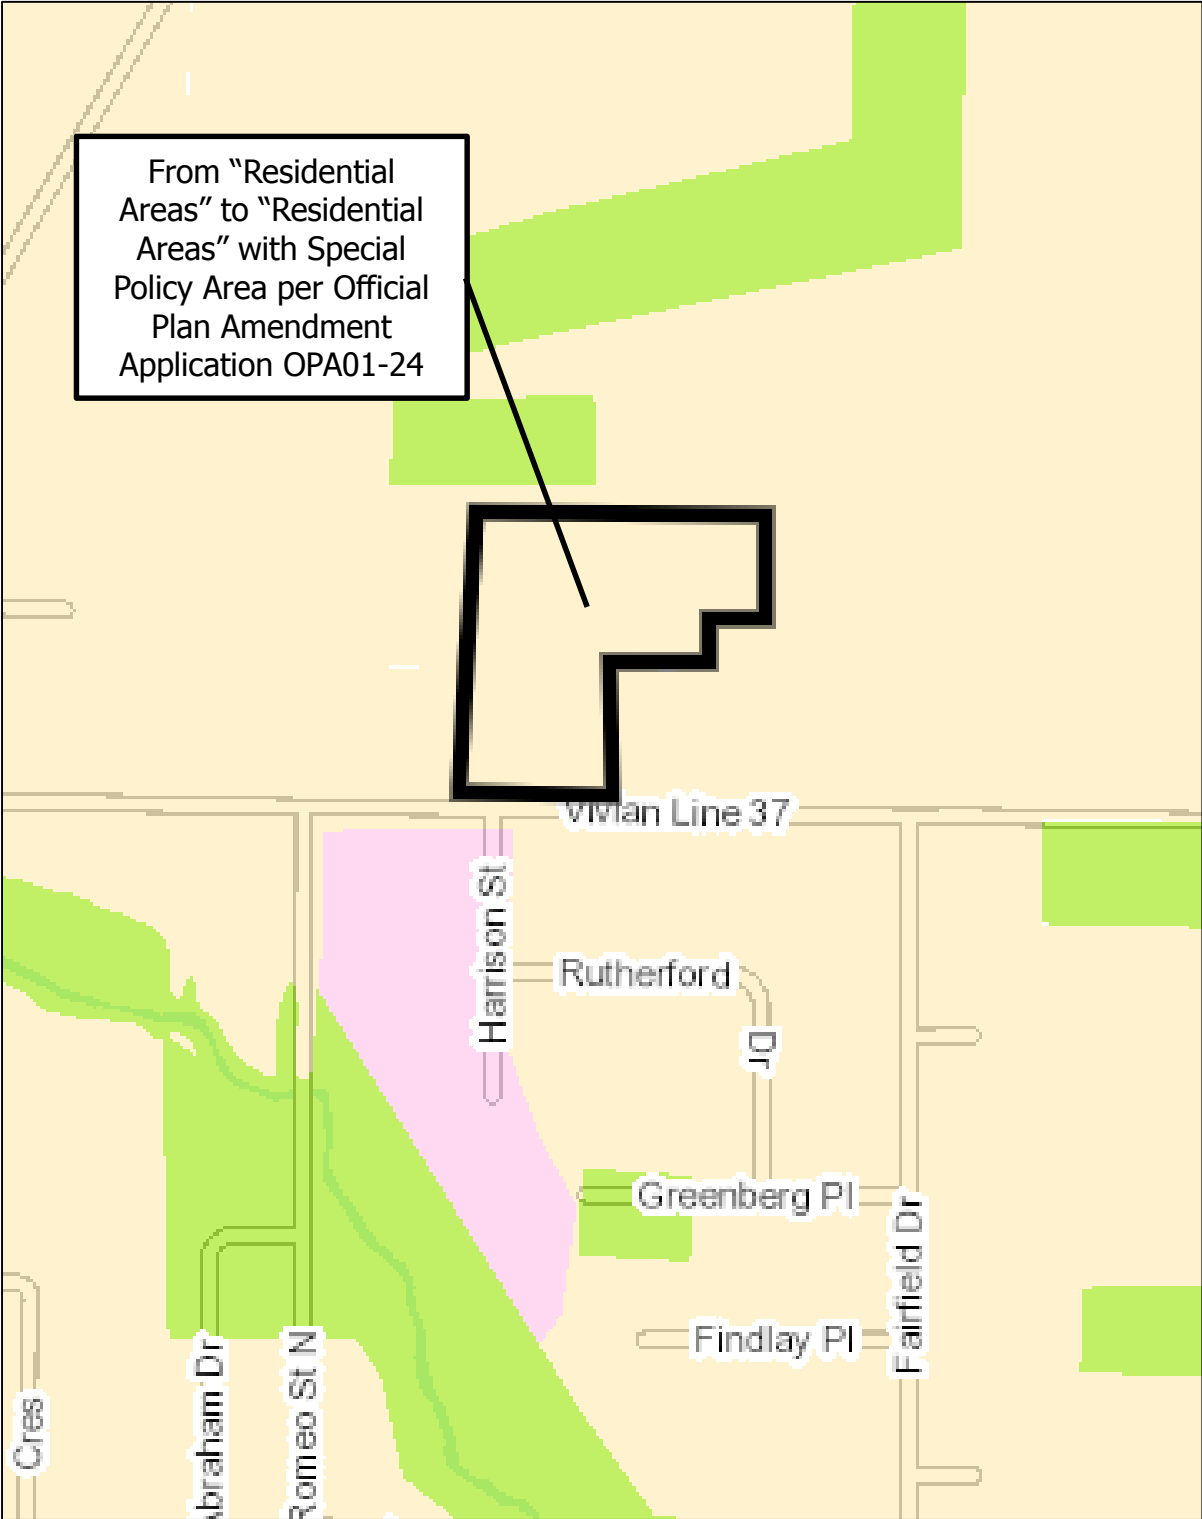 From “Residential
Areas” to “Residential
Areas” with Special
Policy Area per Official
Plan Amendment
Application OPA01-24
Vivian Line 37
Harrison St
Rutherford
Dr
Greenberg Pl
Fairfield Dr
Findlay Pl
Abraham Dr
Romeo St N
Cres